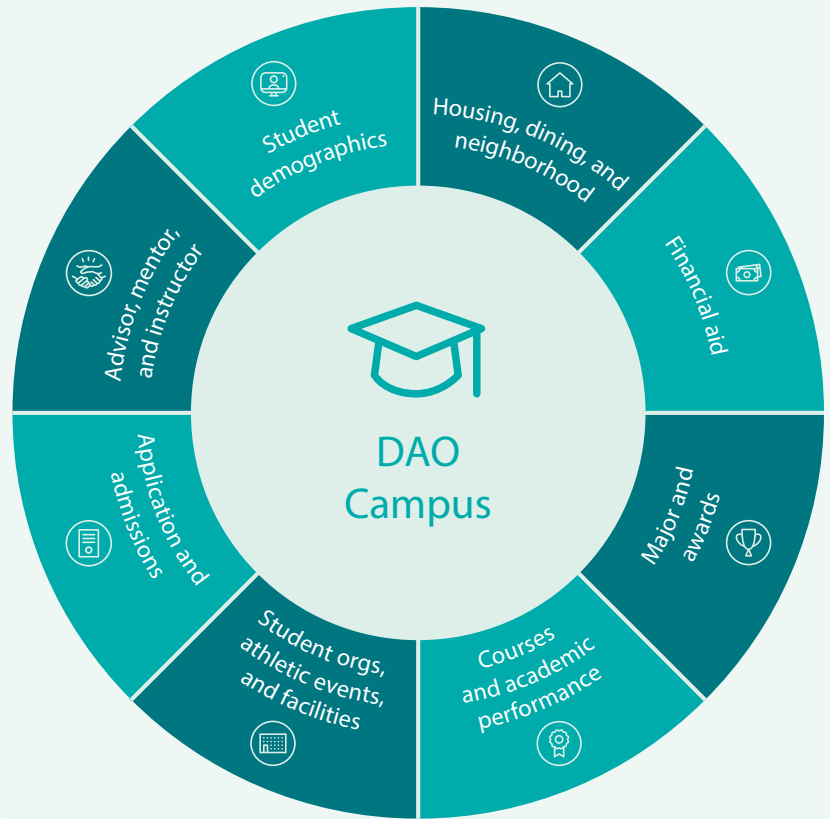 Student
demographics
Housing, dining, and
neighborhood
Financial aid
Major and
awards
Courses
and academic
performance
Student orgs,
athletic events,
and facilities
Application and
admissions
Advisor, mentor,
and instructor
DAO
Campus